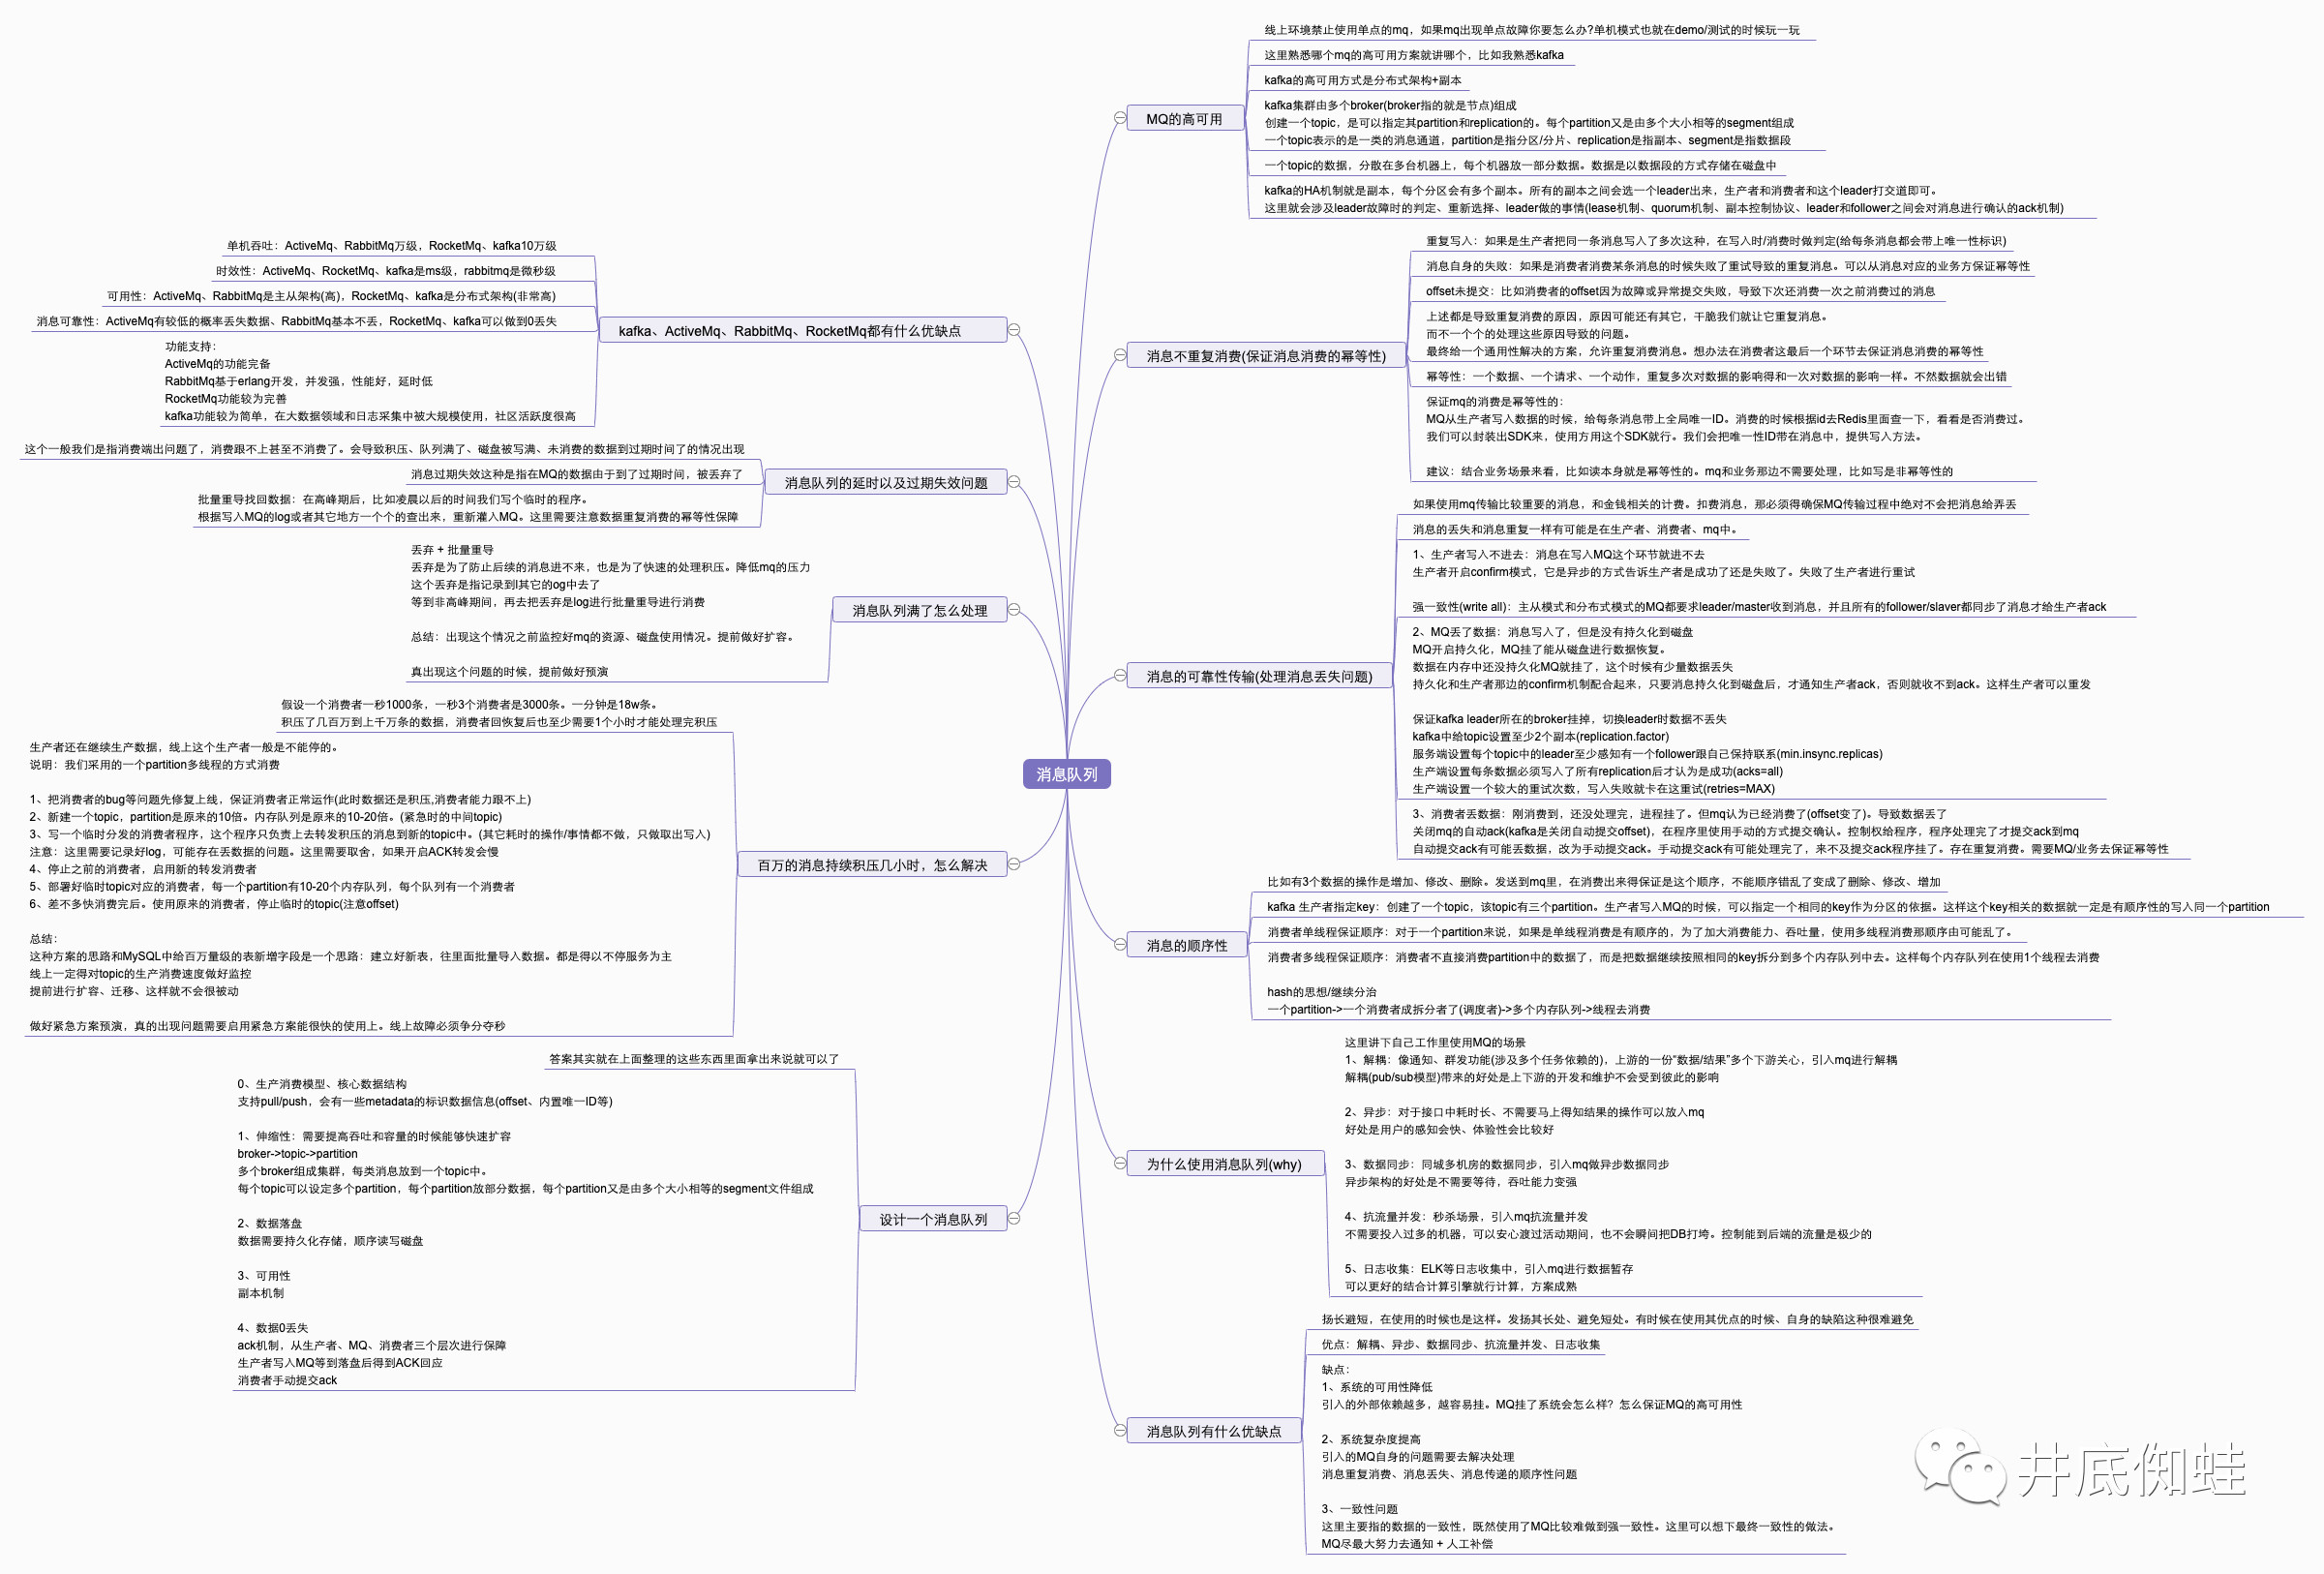 消息队列
MQ的高可用
线上环境禁止使用单点的mq，如果mq出现单点故障你要怎么办?单机模式也就在demo/测试的时候玩一玩
这里熟悉哪个mq的高可用方案就讲哪个，比如我熟悉kafka
kafka的高可用方式是分布式架构+副本
kafka集群由多个broker(broker指的就是节点)组成
创建一个topic，是可以指定其partition和replication的。每个partition又是由多个大小相等的segment组成
一个topic表示的是一类的消息通道，partition是指分区/分片、replication是指副本、segment是指数据段
一个topic的数据，分散在多台机器上，每个机器放一部分数据。数据是以数据段的方式存储在磁盘中
kafka的HA机制就是副本，每个分区会有多个副本。所有的副本之间会选一个leader出来，生产者和消费者和这个leader打交道即可。
这里就会涉及leader故障时的判定、重新选择、leader做的事情(lease机制、quorum机制、副本控制协议、leader和follower之间会对消息进行确认的ack机制)
消息不重复消费(保证消息消费的幂等性)
重复写入：如果是生产者把同一条消息写入了多次这种，在写入时/消费时做判定(给每条消息都会带上唯一性标识)
消息自身的失败：如果是消费者消费某条消息的时候失败了重试导致的重复消息。可以从消息对应的业务方保证幂等性
offset未提交：比如消费者的offset因为故障或异常提交失败，导致下次还消费一次之前消费过的消息
上述都是导致重复消费的原因，原因可能还有其它，干脆我们就让它重复消息。
而不一个个的处理这些原因导致的问题。
最终给一个通用性解决的方案，允许重复消费消息。想办法在消费者这最后一个环节去保证消息消费的幂等性
幂等性：一个数据、一个请求、一个动作，重复多次对数据的影响得和一次对数据的影响一样。不然数据就会出错
保证mq的消费是幂等性的：
MQ从生产者写入数据的时候，给每条消息带上全局唯一ID。消费的时候根据id去Redis里面查一下，看看是否消费过。
我们可以封装出SDK来，使用方用这个SDK就行。我们会把唯一性ID带在消息中，提供写入方法。
建议：结合业务场景来看，比如读本身就是幂等性的。mq和业务那边不需要处理，比如写是非幂等性的
消息的可靠性传输(处理消息丢失问题)
如果使用mq传输比较重要的消息，和金钱相关的计费。扣费消息，那必须得确保MQ传输过程中绝对不会把消息给弄丢
消息的丢失和消息重复一样有可能是在生产者、消费者、mq中。
1、生产者写入不进去：消息在写入MQ这个环节就进不去
生产者开启confirm模式，它是异步的方式告诉生产者是成功了还是失败了。失败了生产者进行重试
强一致性(write all)：主从模式和分布式模式的MQ都要求leader/master收到消息，并且所有的follower/slaver都同步了消息才给生产者ack
2、MQ丢了数据：消息写入了，但是没有持久化到磁盘
MQ开启持久化，MQ挂了能从磁盘进行数据恢复。
数据在内存中还没持久化MQ就挂了，这个时候有少量数据丢失
持久化和生产者那边的confirm机制配合起来，只要消息持久化到磁盘后，才通知生产者ack，否则就收不到ack。这样生产者可以重发
保证kafka leader所在的broker挂掉，切换leader时数据不丢失
kafka中给topic设置至少2个副本(replication.factor)
服务端设置每个topic中的leader至少感知有一个follower跟自己保持联系(min.insync.replicas)
生产端设置每条数据必须写入了所有replication后才认为是成功(acks=all)
生产端设置一个较大的重试次数，写入失败就卡在这重试(retries=MAX)
3、消费者丢数据：刚消费到，还没处理完，进程挂了。但mq认为已经消费了(offset变了)。导致数据丢了
关闭mq的自动ack(kafka是关闭自动提交offset)，在程序里使用手动的方式提交确认。控制权给程序，程序处理完了才提交ack到mq
自动提交ack有可能丢数据，改为手动提交ack。手动提交ack有可能处理完了，来不及提交ack程序挂了。存在重复消费。需要MQ/业务去保证幂等性
消息的顺序性
比如有3个数据的操作是增加、修改、删除。发送到mq里，在消费出来得保证是这个顺序，不能顺序错乱了变成了删除、修改、增加
kafka 生产者指定key：创建了一个topic，该topic有三个partition。生产者写入MQ的时候，可以指定一个相同的key作为分区的依据。这样这个key相关的数据就一定是有顺序性的写入同一个partition
消费者单线程保证顺序：对于一个partition来说，如果是单线程消费是有顺序的，为了加大消费能力、吞吐量，使用多线程消费那顺序由可能乱了。
消费者多线程保证顺序：消费者不直接消费partition中的数据了，而是把数据继续按照相同的key拆分到多个内存队列中去。这样每个内存队列在使用1个线程去消费
hash的思想/继续分治
一个partition->一个消费者成拆分者了(调度者)->多个内存队列->线程去消费
为什么使用消息队列(why)
这里讲下自己工作里使用MQ的场景
1、解耦：像通知、群发功能(涉及多个任务依赖的)，上游的一份“数据/结果”多个下游关心，引入mq进行解耦
解耦(pub/sub模型)带来的好处是上下游的开发和维护不会受到彼此的影响
2、异步：对于接口中耗时长、不需要马上得知结果的操作可以放入mq
好处是用户的感知会快、体验性会比较好
3、数据同步：同城多机房的数据同步，引入mq做异步数据同步
异步架构的好处是不需要等待，吞吐能力变强
4、抗流量并发：秒杀场景，引入mq抗流量并发
不需要投入过多的机器，可以安心渡过活动期间，也不会瞬间把DB打垮。控制能到后端的流量是极少的
5、日志收集：ELK等日志收集中，引入mq进行数据暂存
可以更好的结合计算引擎就行计算，方案成熟
消息队列有什么优缺点
扬长避短，在使用的时候也是这样。发扬其长处、避免短处。有时候在使用其优点的时候、自身的缺陷这种很难避免
优点：解耦、异步、数据同步、抗流量并发、日志收集
缺点：
1、系统的可用性降低
引入的外部依赖越多，越容易挂。MQ挂了系统会怎么样？怎么保证MQ的高可用性
2、系统复杂度提高
引入的MQ自身的问题需要去解决处理
消息重复消费、消息丢失、消息传递的顺序性问题
3、一致性问题
这里主要指的数据的一致性，既然使用了MQ比较难做到强一致性。这里可以想下最终一致性的做法。
MQ尽最大努力去通知 + 人工补偿
kafka、ActiveMq、RabbitMq、RocketMq都有什么优缺点
单机吞吐：ActiveMq、RabbitMq万级，RocketMq、kafka10万级
时效性：ActiveMq、RocketMq、kafka是ms级，rabbitmq是微秒级
可用性：ActiveMq、RabbitMq是主从架构(高)，RocketMq、kafka是分布式架构(非常高)
消息可靠性：ActiveMq有较低的概率丢失数据、RabbitMq基本不丢，RocketMq、kafka可以做到0丢失
功能支持：
ActiveMq的功能完备
RabbitMq基于erlang开发，并发强，性能好，延时低
RocketMq功能较为完善
kafka功能较为简单，在大数据领域和日志采集中被大规模使用，社区活跃度很高
消息队列的延时以及过期失效问题
这个一般我们是指消费端出问题了，消费跟不上甚至不消费了。会导致积压、队列满了、磁盘被写满、未消费的数据到过期时间了的情况出现
消息过期失效这种是指在MQ的数据由于到了过期时间，被丢弃了
批量重导找回数据：在高峰期后，比如凌晨以后的时间我们写个临时的程序。
根据写入MQ的log或者其它地方一个个的查出来，重新灌入MQ。这里需要注意数据重复消费的幂等性保障
消息队列满了怎么处理
丢弃 + 批量重导
丢弃是为了防止后续的消息进不来，也是为了快速的处理积压。降低mq的压力
这个丢弃是指记录到l其它的og中去了
等到非高峰期间，再去把丢弃是log进行批量重导进行消费
总结：出现这个情况之前监控好mq的资源、磁盘使用情况。提前做好扩容。
真出现这个问题的时候，提前做好预演
百万的消息持续积压几小时，怎么解决
假设一个消费者一秒1000条，一秒3个消费者是3000条。一分钟是18w条。
积压了几百万到上千万条的数据，消费者回恢复后也至少需要1个小时才能处理完积压
生产者还在继续生产数据，线上这个生产者一般是不能停的。
说明：我们采用的一个partition多线程的方式消费
1、把消费者的bug等问题先修复上线，保证消费者正常运作(此时数据还是积压,消费者能力跟不上)
2、新建一个topic，partition是原来的10倍。内存队列是原来的10-20倍。(紧急时的中间topic)
3、写一个临时分发的消费者程序，这个程序只负责上去转发积压的消息到新的topic中。(其它耗时的操作/事情都不做，只做取出写入)
注意：这里需要记录好log，可能存在丢数据的问题。这里需要取舍，如果开启ACK转发会慢
4、停止之前的消费者，启用新的转发消费者
5、部署好临时topic对应的消费者，每一个partition有10-20个内存队列，每个队列有一个消费者
6、差不多快消费完后。使用原来的消费者，停止临时的topic(注意offset)
总结：
这种方案的思路和MySQL中给百万量级的表新增字段是一个思路：建立好新表，往里面批量导入数据。都是得以不停服务为主
线上一定得对topic的生产消费速度做好监控
提前进行扩容、迁移、这样就不会很被动
做好紧急方案预演，真的出现问题需要启用紧急方案能很快的使用上。线上故障必须争分夺秒
设计一个消息队列
答案其实就在上面整理的这些东西里面拿出来说就可以了
0、生产消费模型、核心数据结构
支持pull/push，会有一些metadata的标识数据信息(offset、内置唯一ID等)
1、伸缩性：需要提高吞吐和容量的时候能够快速扩容
broker->topic->partition
多个broker组成集群，每类消息放到一个topic中。
每个topic可以设定多个partition，每个partition放部分数据，每个partition又是由多个大小相等的segment文件组成
2、数据落盘
数据需要持久化存储，顺序读写磁盘
3、可用性
副本机制
4、数据0丢失
ack机制，从生产者、MQ、消费者三个层次进行保障
生产者写入MQ等到落盘后得到ACK回应
消费者手动提交ack
井底之蛙